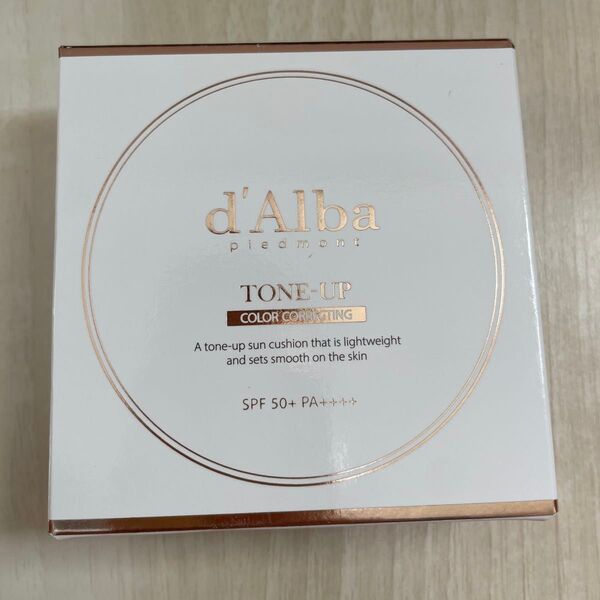 d'Alba
piedmont
TONE-UP
COLOR CORRECTING
A tone-up sun cushion that is lightweight
and sets smooth on the skin
SPF 50+ PA++++